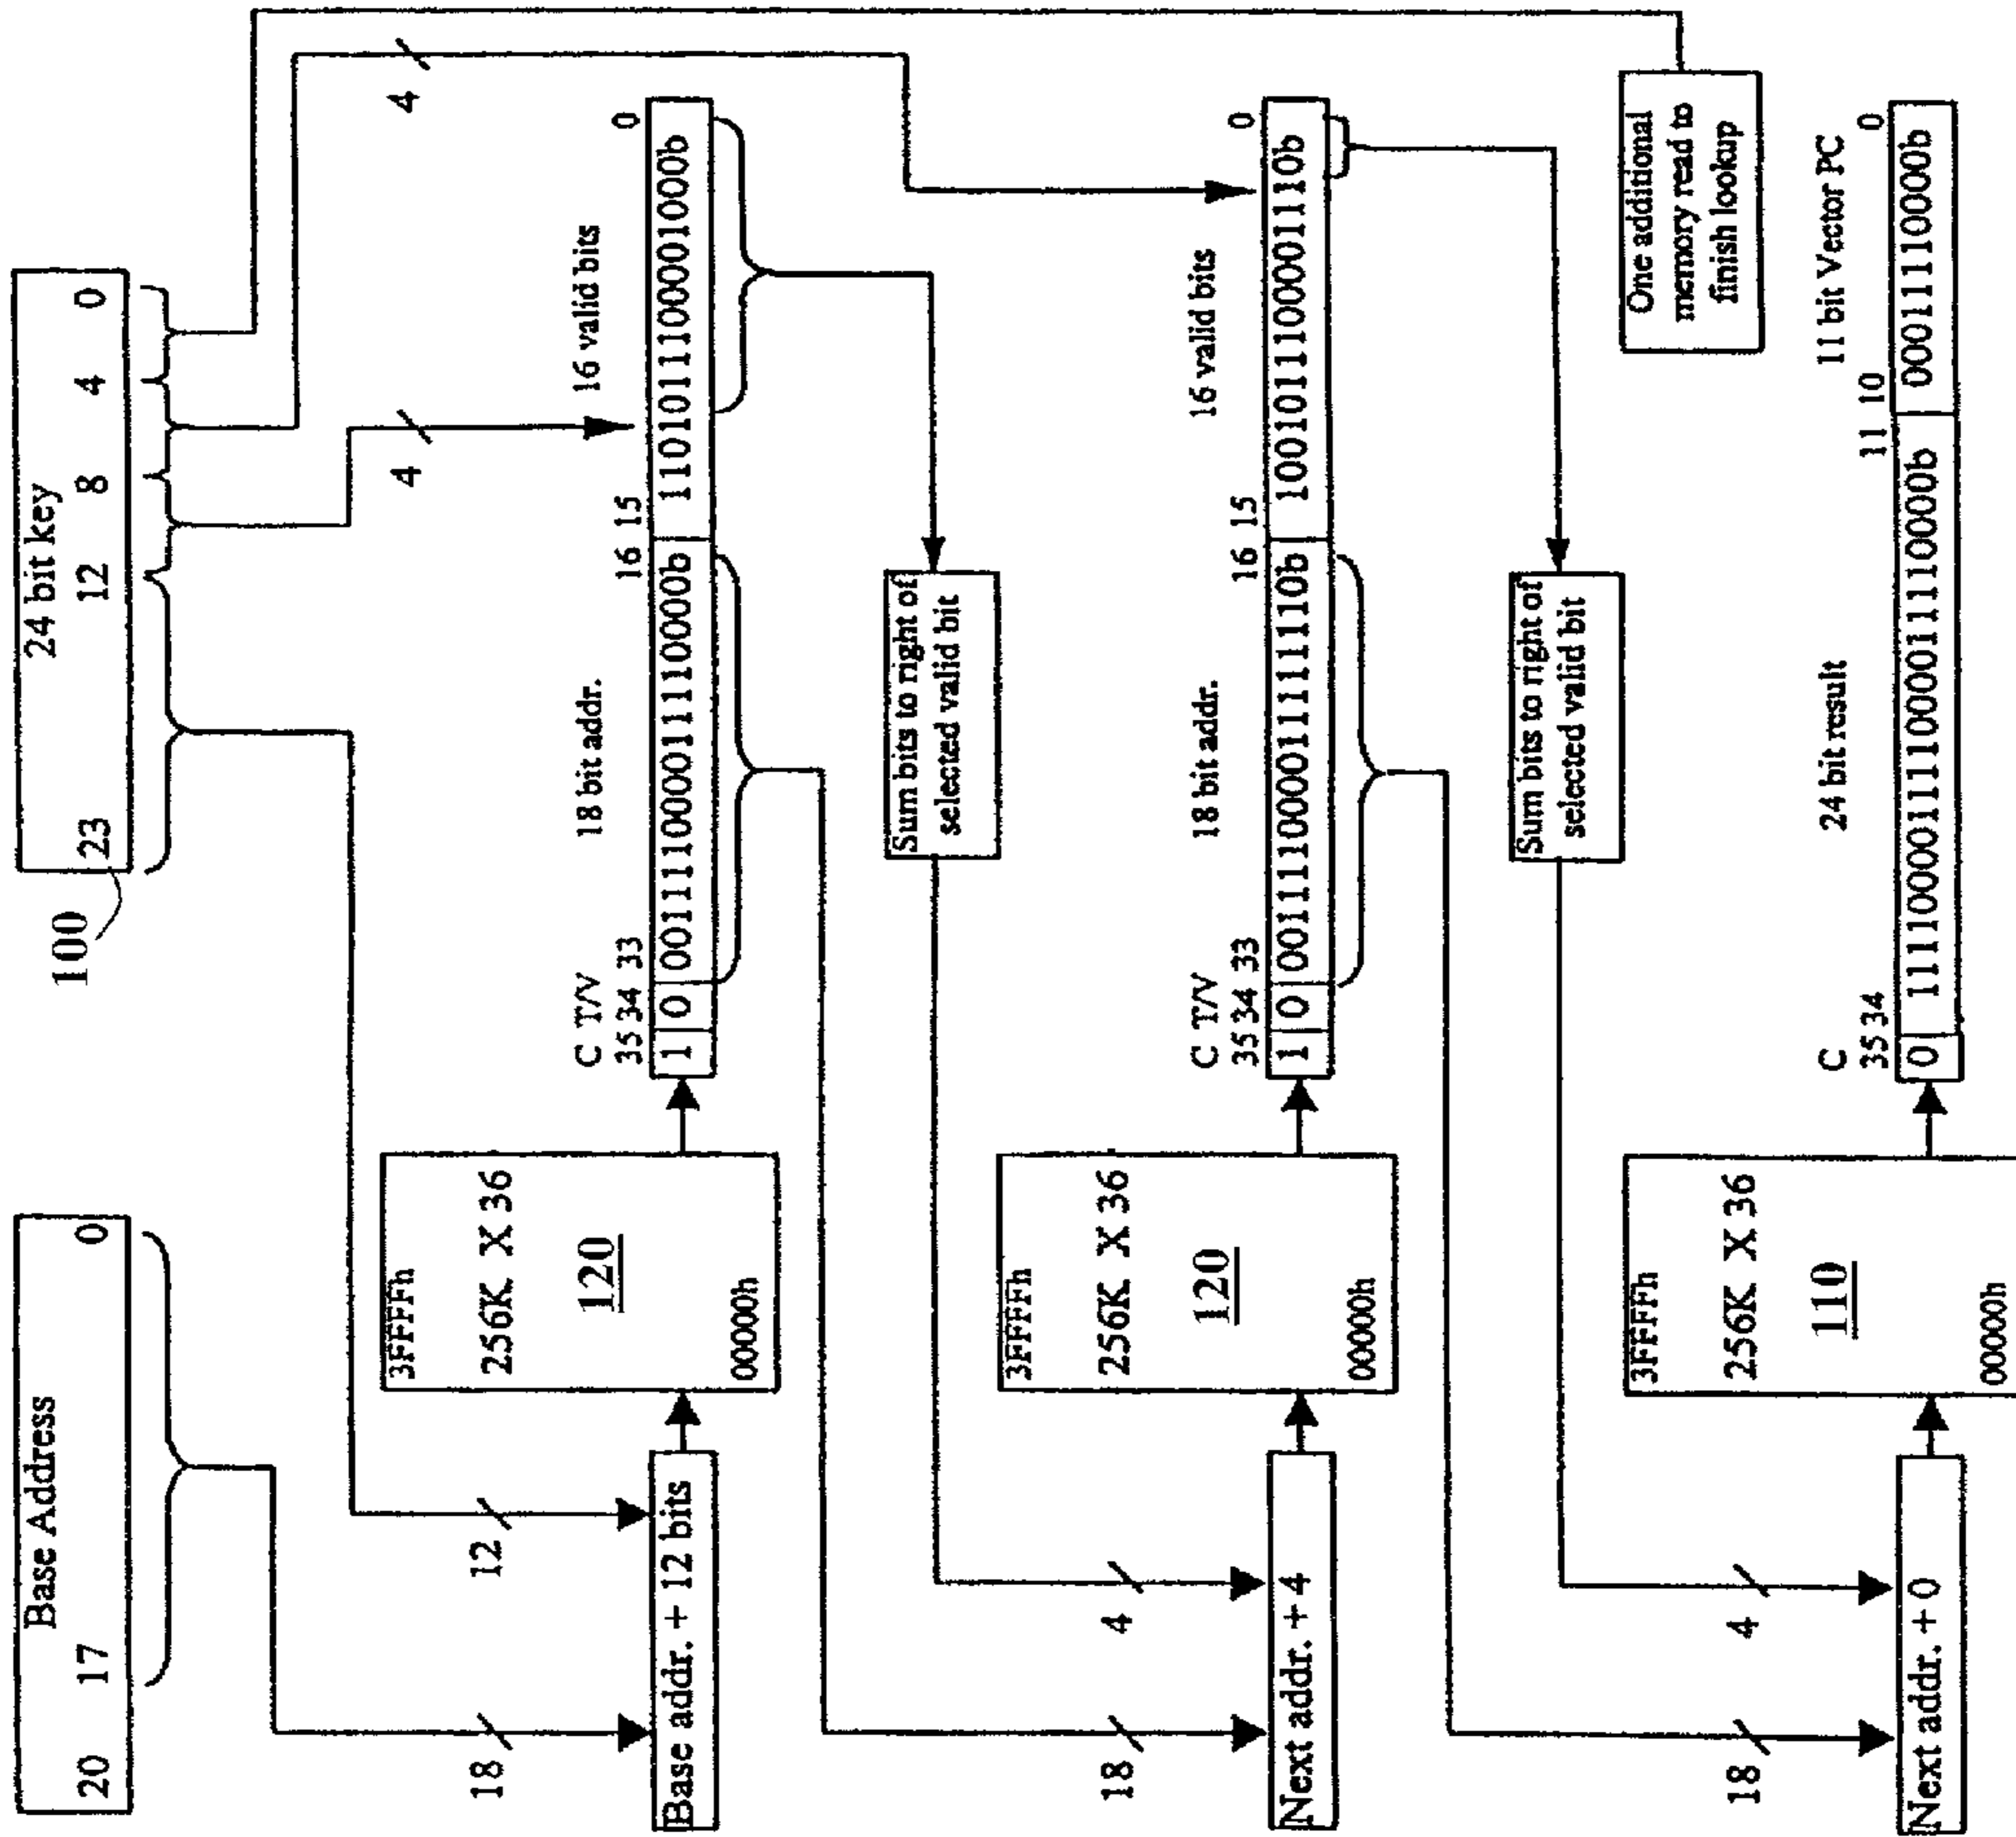 Base Address
20 17 0
24 bit key
23 12 8 4 0
100
18
12
4
4
Base addr. + 12 bits
3FFFFh
256K X 36
120
00000h
C T/V 18 bit addr. 16 valid bits
35 34 33 16 15 0
1 0 001111000011110000b 1101011100001000b
Sum bits to right of
selected valid bit
18
4
Next addr. + 4
3FFFFh
256K X 36
120
00000h
C T/V 18 bit addr. 16 valid bits
35 34 33 16 15 0
1 0 001111000011111110b 1001011100001110b
Sum bits to right of
selected valid bit
One additional
memory read to
finish lookup
18
4
Next addr. + 0
3FFFFh
256K X 36
110
00000h
C 24 bit result 11 bit Vector PC
35 34 11 10 0
0 00011110000b